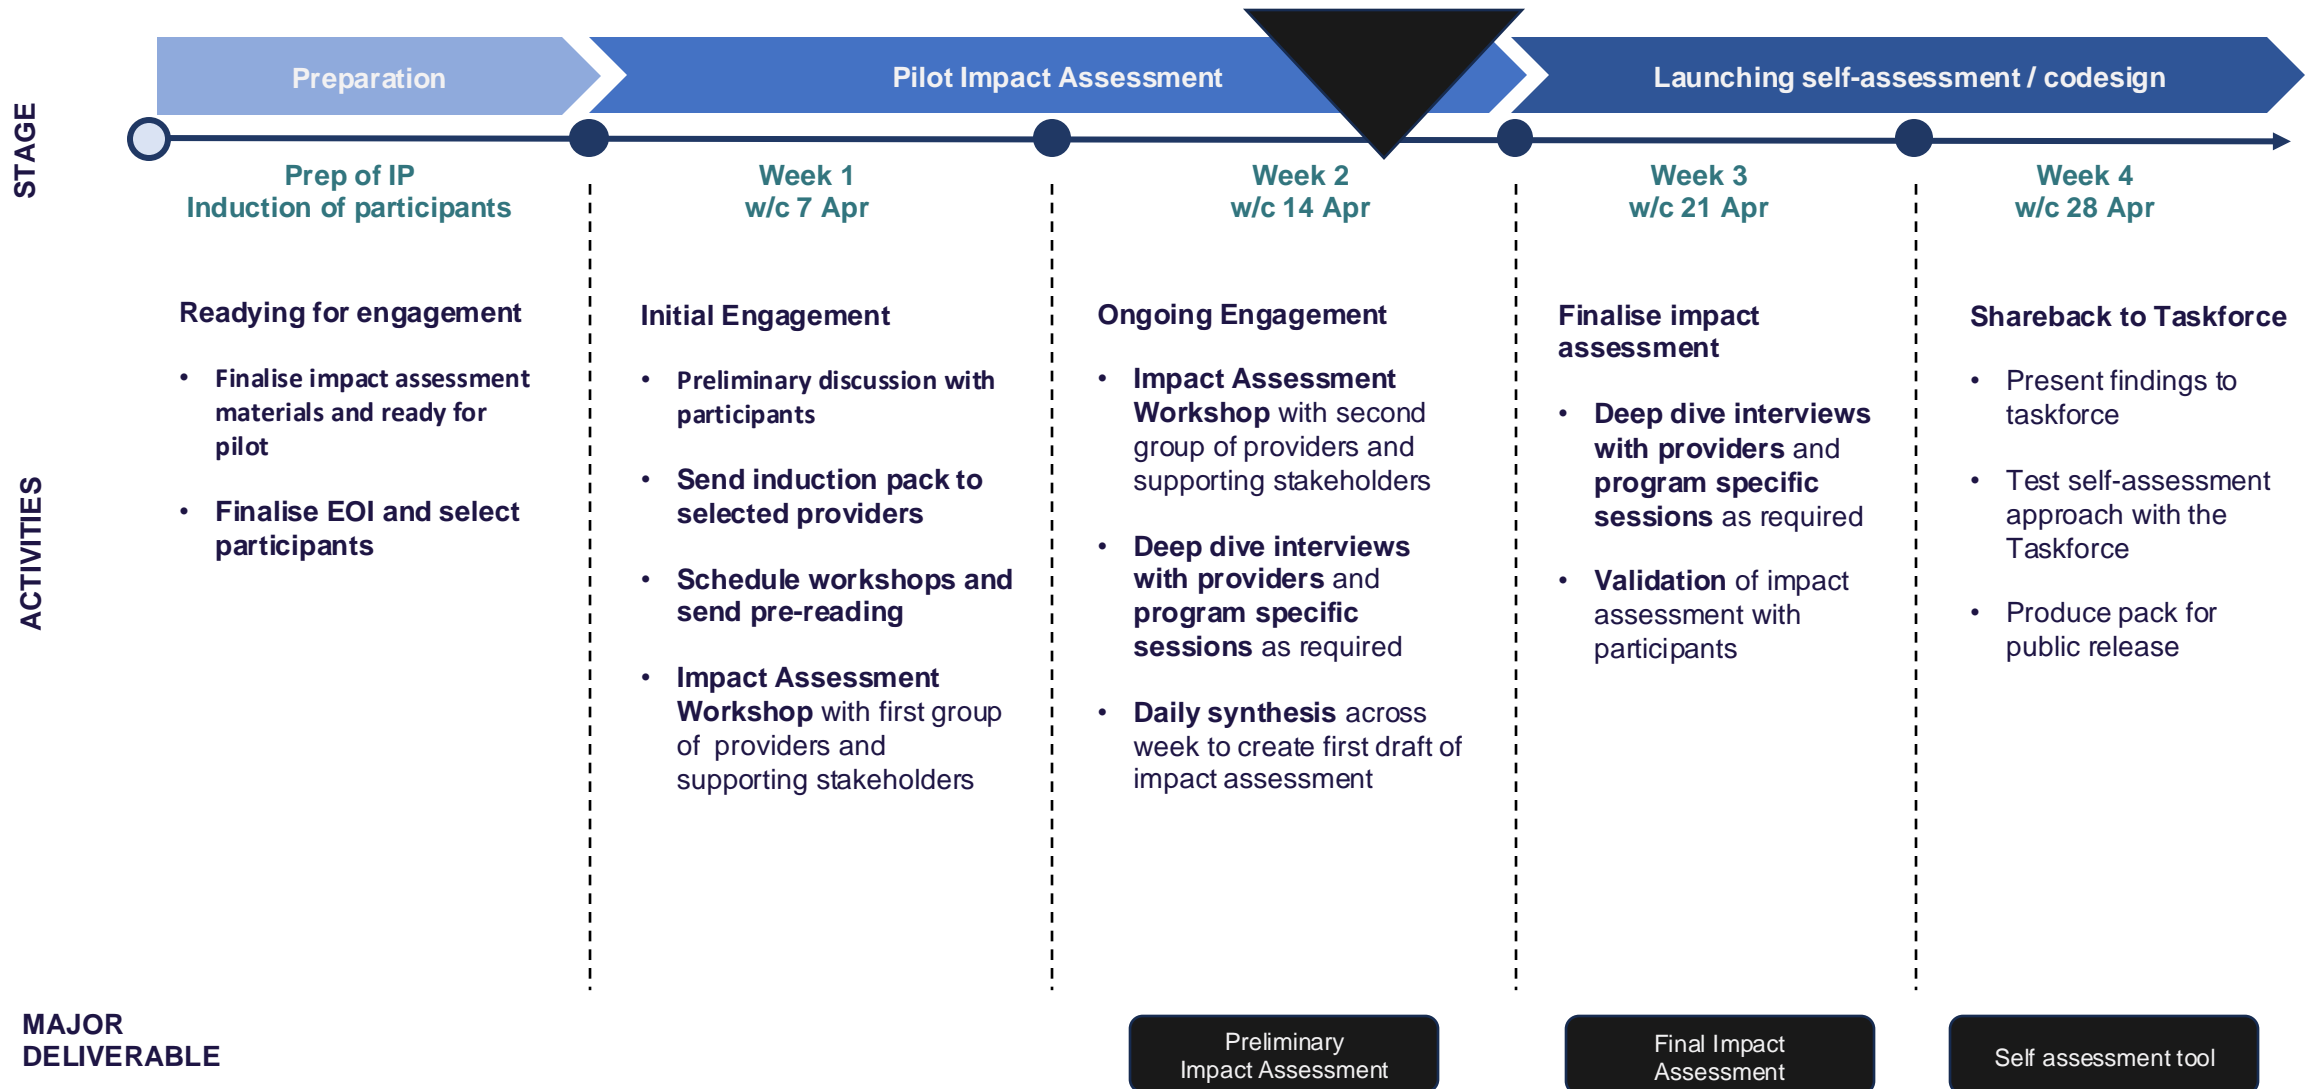 Preparation
Pilot Impact Assessment
Launching self-assessment / codesign
STAGE
Prep of IP
Induction of participants
Week 1
w/c 7 Apr
Week 2
w/c 14 Apr
Week 3
w/c 21 Apr
Week 4
w/c 28 Apr
ACTIVITIES
Readying for engagement
• Finalise impact assessment
materials and ready for
pilot
• Finalise EOI and select
participants
Initial Engagement
• Preliminary discussion with
participants
• Send induction pack to
selected providers
• Schedule workshops and
send pre-reading
• Impact Assessment
Workshop with first group
of providers and
supporting stakeholders
Ongoing Engagement
• Impact Assessment
Workshop with second
group of providers and
supporting stakeholders
• Deep dive interviews
with providers and
program specific
sessions as required
• Daily synthesis across
week to create first draft of
impact assessment
Finalise impact
assessment
• Deep dive interviews
with providers and
program specific
sessions as required
• Validation of impact
assessment with
participants
Shareback to Taskforce
• Present findings to
taskforce
• Test self-assessment
approach with the
Taskforce
• Produce pack for
public release
MAJOR
DELIVERABLE
Preliminary
Impact Assessment
Final Impact
Assessment
Self assessment tool